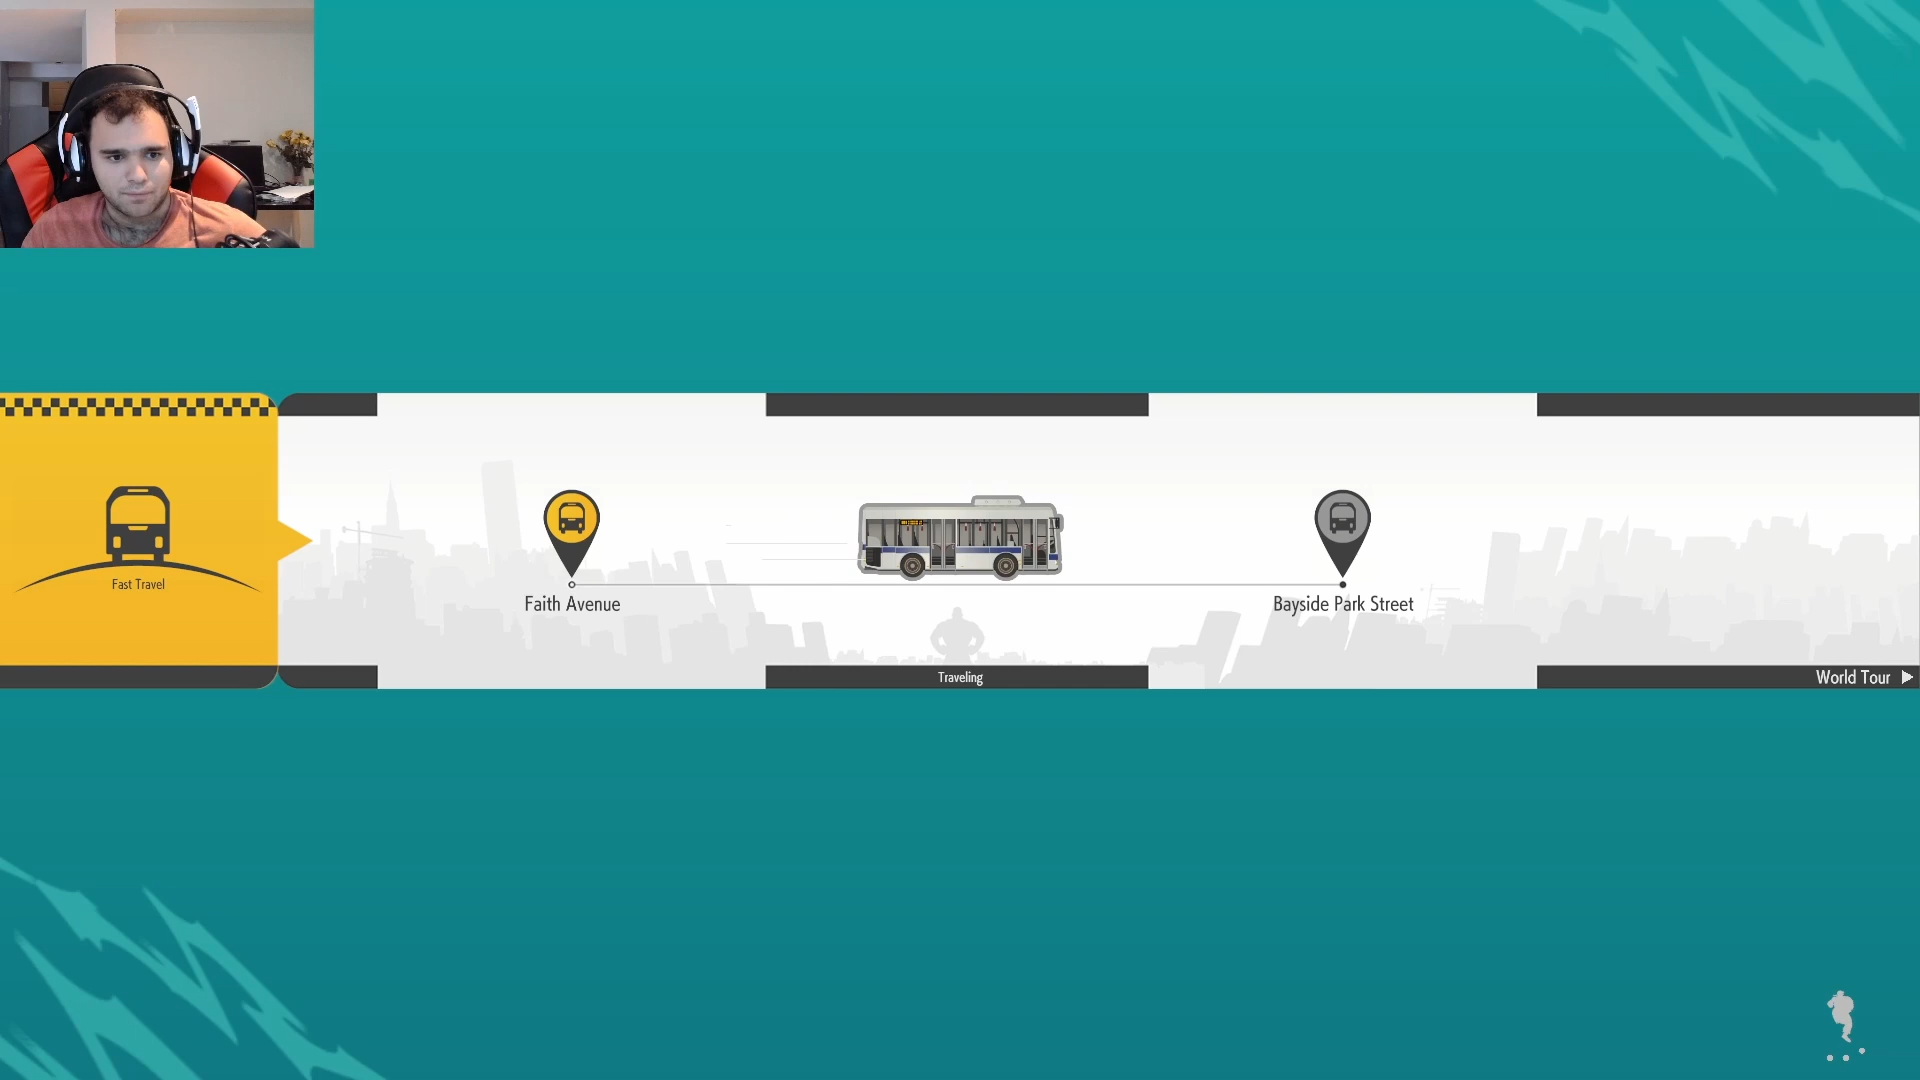 Fast Travel
Faith Avenue
Bayside Park Street
Traveling
World Tour